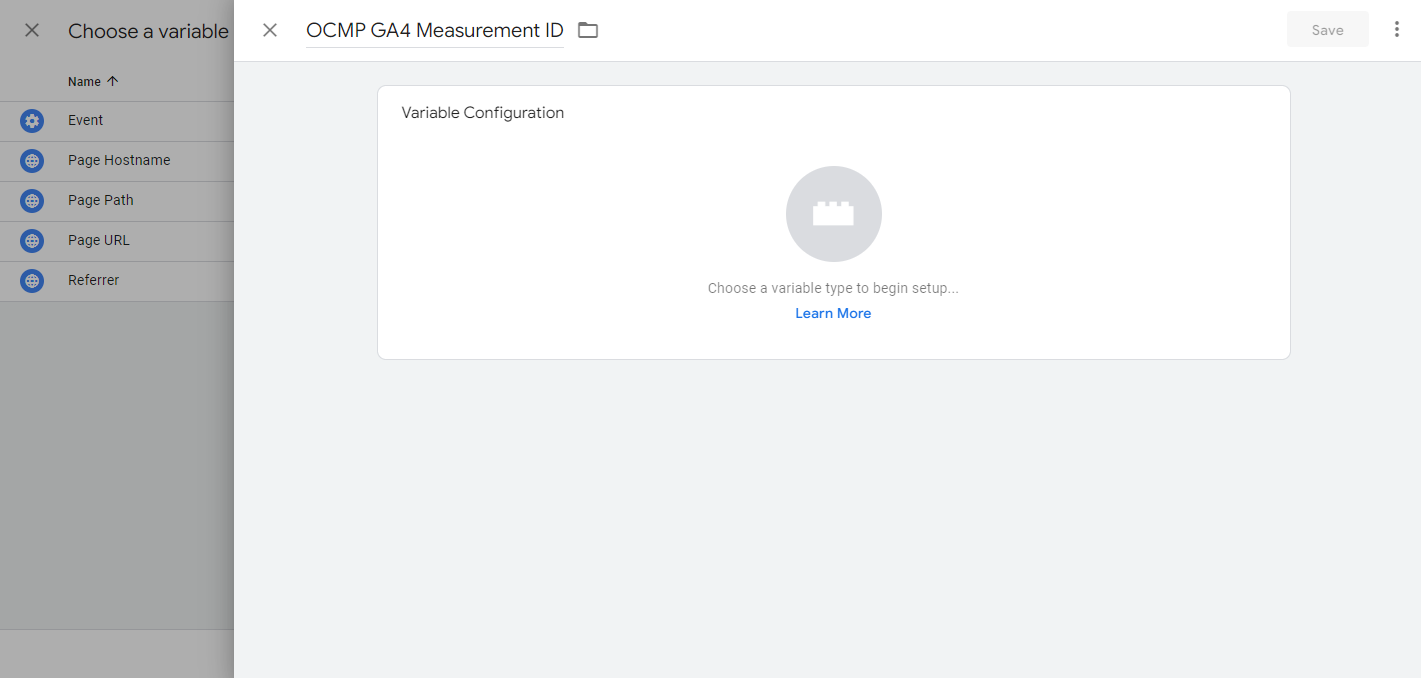 Choose a variable
Name
Event
Page Hostname
Page Path
Page URL
Referrer
OCMP GA4 Measurement ID
Save
Variable Configuration
Choose a variable type to begin setup...
Learn More